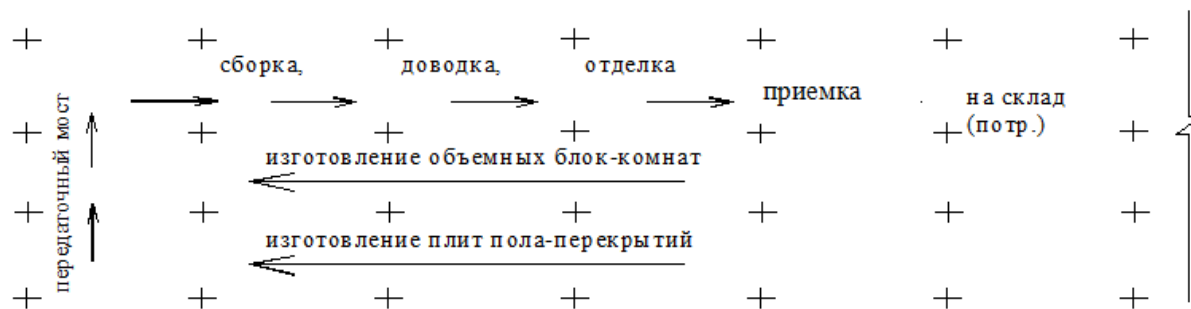 сборка,
доводка,
отделка
приемка
на склад
(потр.)
передаточный мост
изготовление объемных блок-комнат
изготовление плит пола-перекрытий